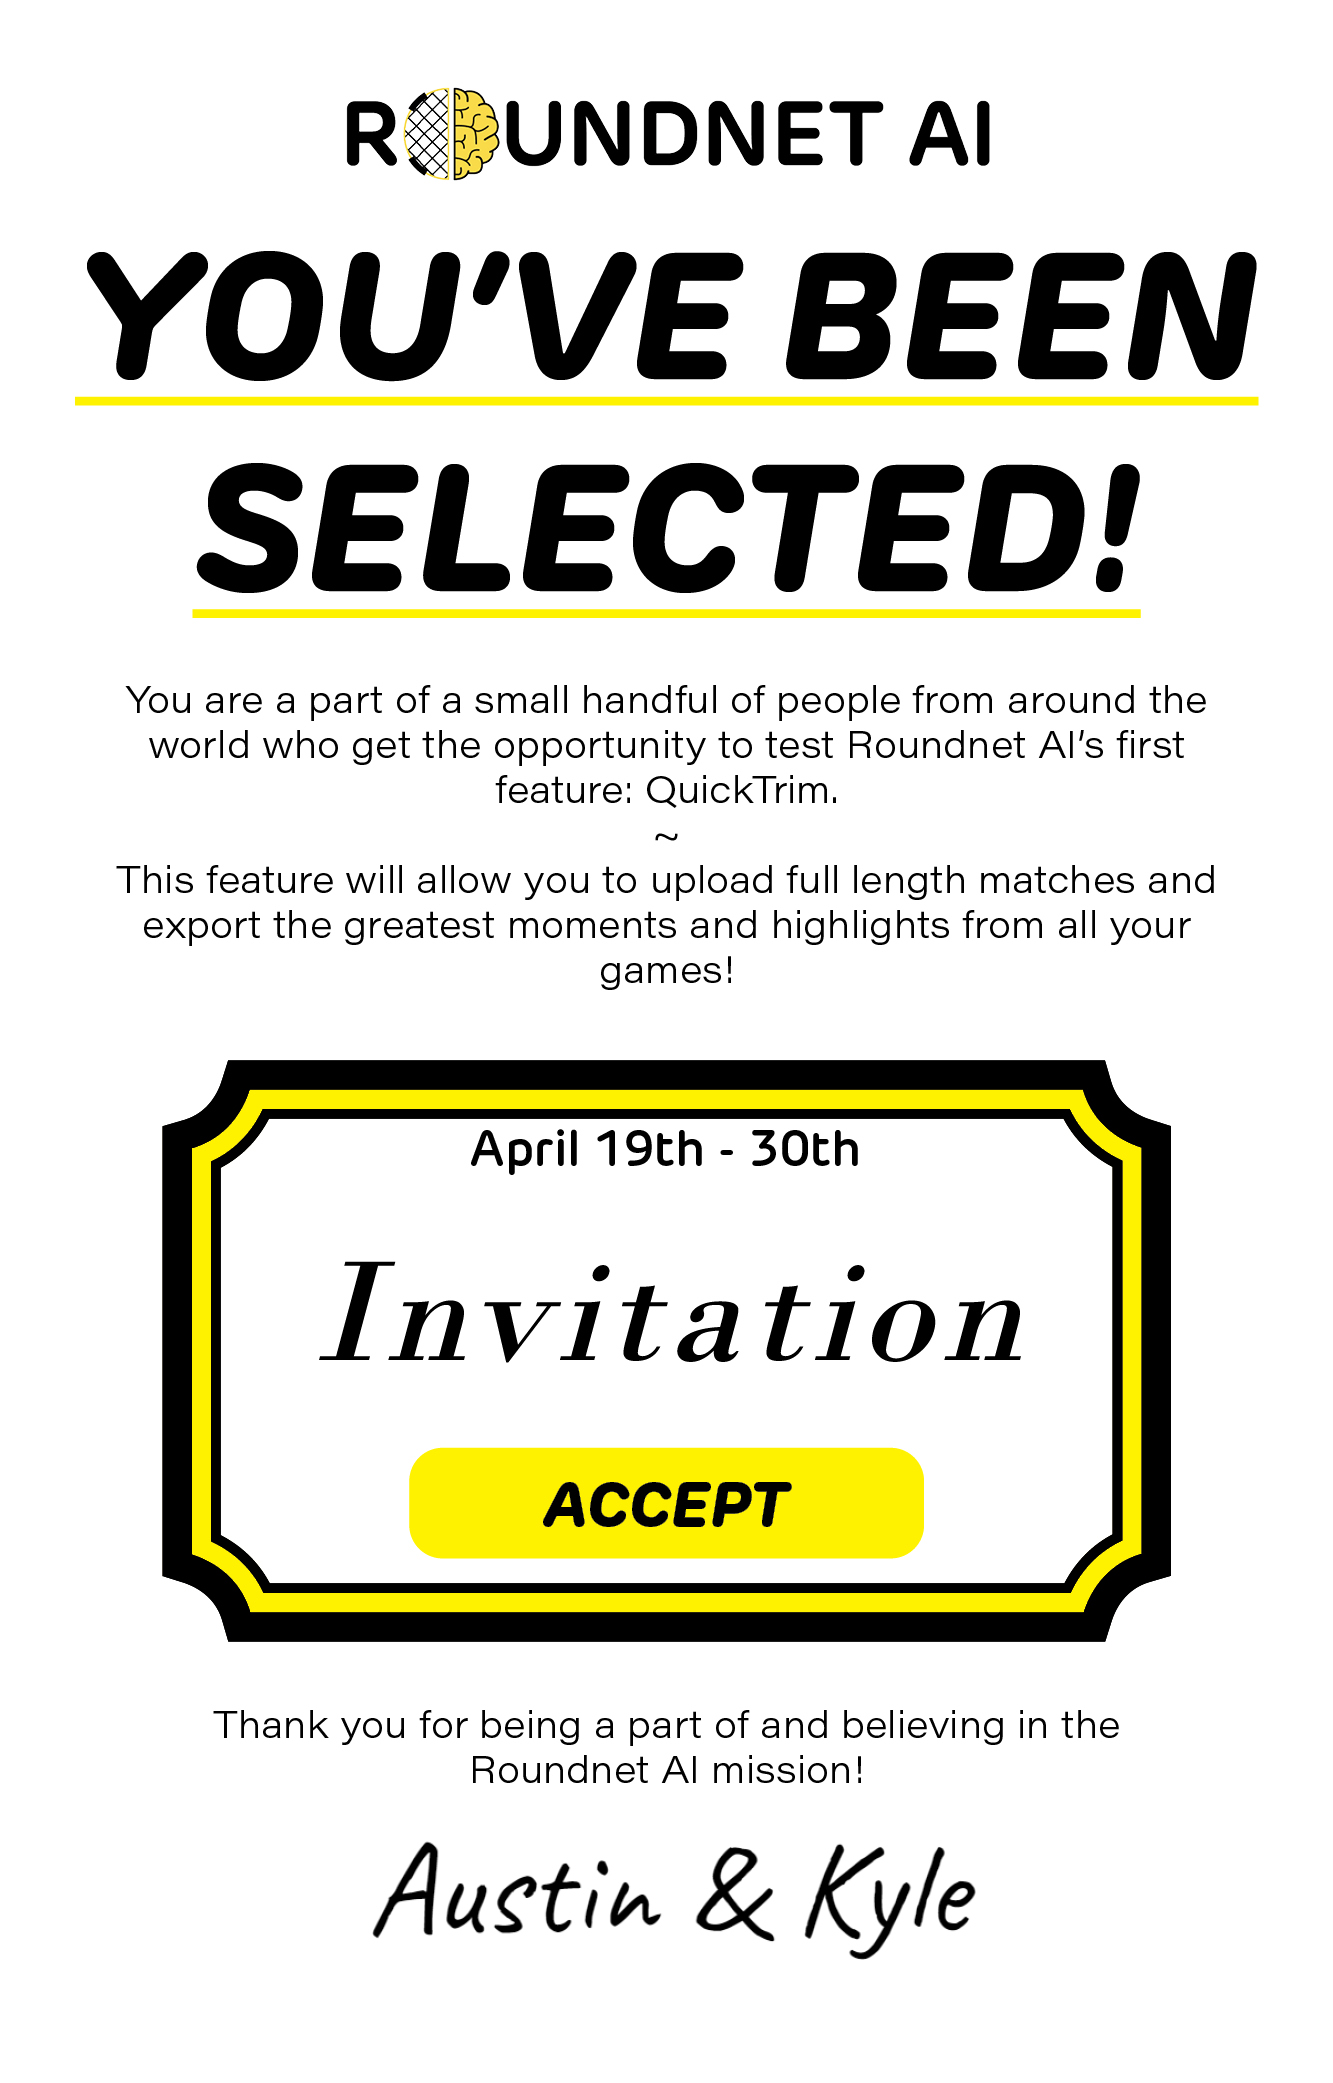 ROUNDNET AI
YOU'VE BEEN
SELECTED!
You are a part of a small handful of people from around the
world who get the opportunity to test Roundnet AI's first
feature: QuickTrim.
~
This feature will allow you to upload full length matches and
export the greatest moments and highlights from all your
games!
April 19th - 30th
Invitation
ACCEPT
Thank you for being a part of and believing in the
Roundnet AI mission!
Austin & Kyle